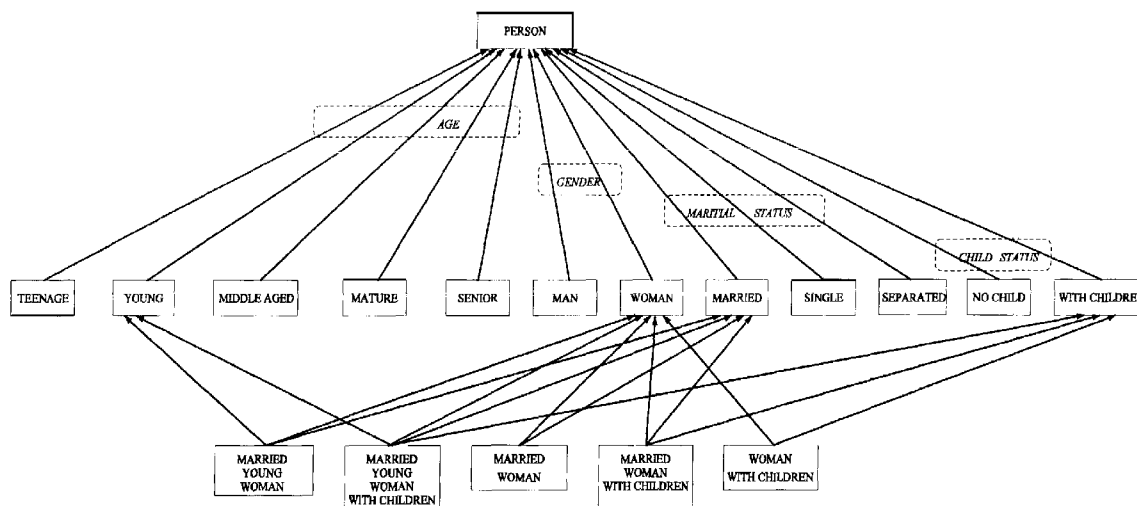 PERSON
AGE
GENDER
MARITIAL STATUS
CHILD STATUS
TEENAGE
YOUNG
MIDDLE AGED
MATURE
SENIOR
MAN
WOMAN
MARRIED
SINGLE
SEPARATED
NO CHILD
WITH CHILDREN
MARRIED
YOUNG
WOMAN
MARRIED
YOUNG
WOMAN
WITH CHILDREN
MARRIED
WOMAN
MARRIED
WOMAN
WITH CHILDREN
WOMAN
WITH CHILDREN